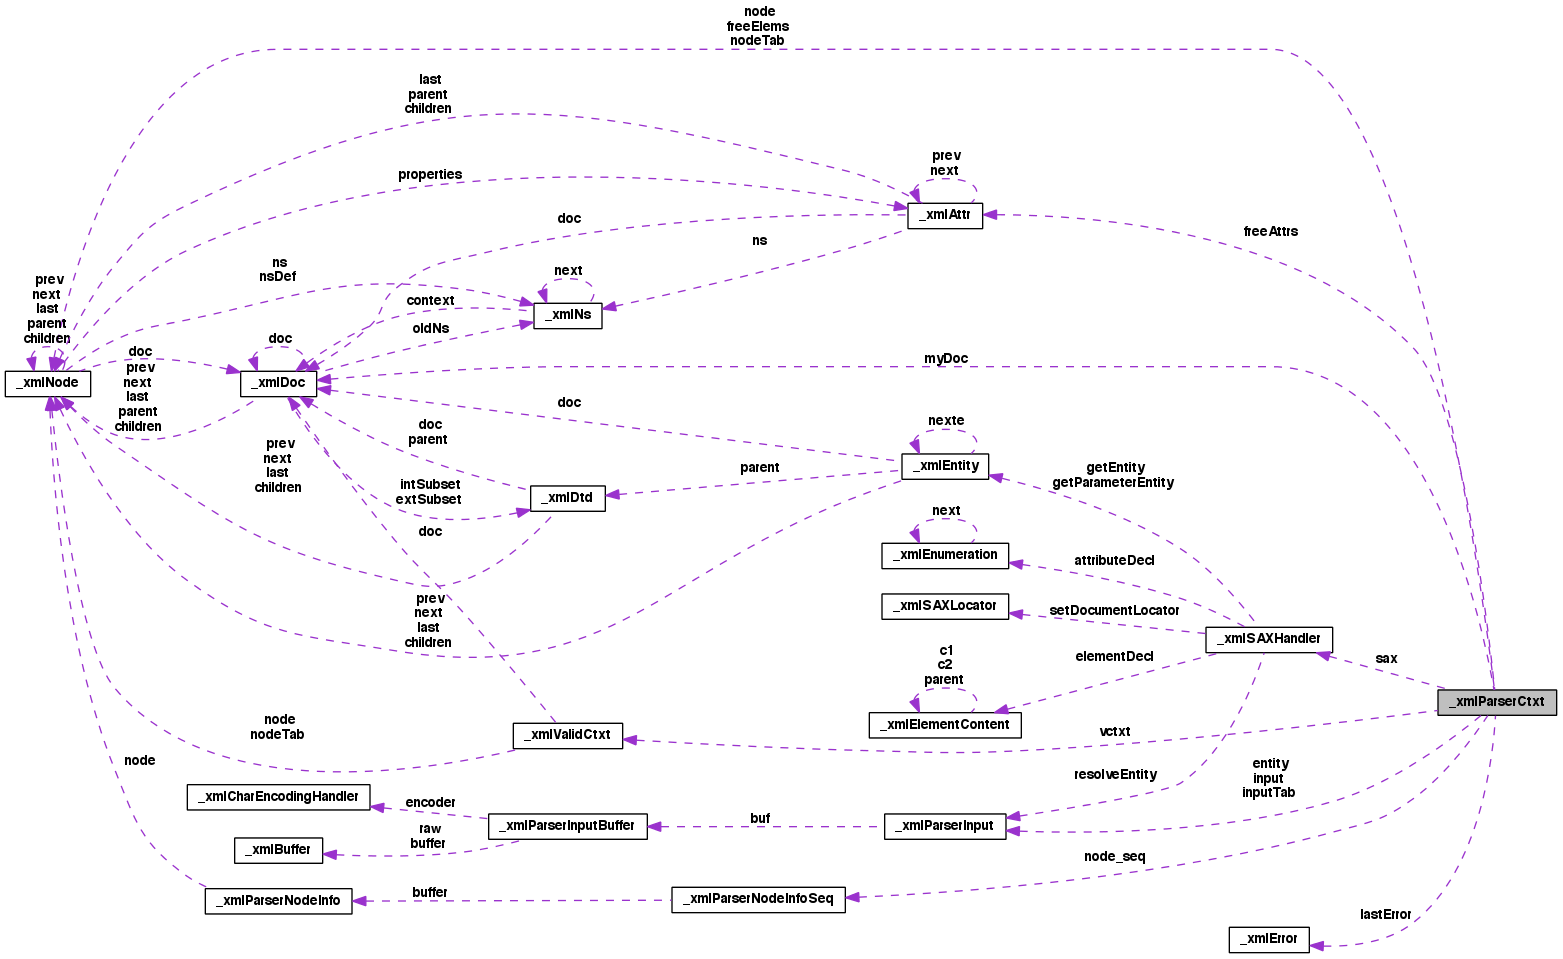 node
freeElems
nodeTab
last
parent
children
prev
next
properties
_xmlAttr
doc
freeAttrs
ns
ns
nsDef
next
prev
next
last
parent
children
context
_xmlNs
oldNs
doc
doc
myDoc
_xmlNode
_xmlDoc
prev
next
last
parent
children
doc
nexte
doc
parent
prev
next
last
children
parent
_xmlEntity
getEntity
getParameterEntity
intSubset
extSubset
_xmlDtd
next
doc
_xmlEnumeration
attributeDecl
prev
next
last
children
_xmlSAXLocator
setDocumentLocator
_xmlSAXHandler
c1
c2
parent
elementDecl
sax
_xmlParserCtxt
node
nodeTab
_xmlValidCtxt
_xmlElementContent
vctxt
node
resolveEntity
entity
input
inputTab
_xmlCharEncodingHandler
encoder
_xmlParserInputBuffer
buf
_xmlParserInput
raw
buffer
_xmlBuffer
node_seq
_xmlParserNodeInfo
buffer
_xmlParserNodeInfoSeq
lastError
_xmlError